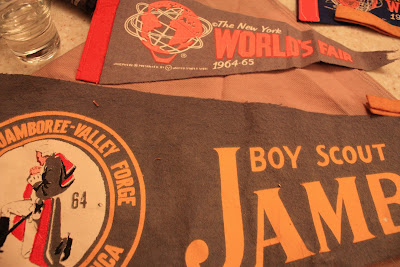 ©The New York
WORLD'S FAIR
1964-65
JAMBOREE-VALLEY FORGE
64
BOY SCOUT
JAMB